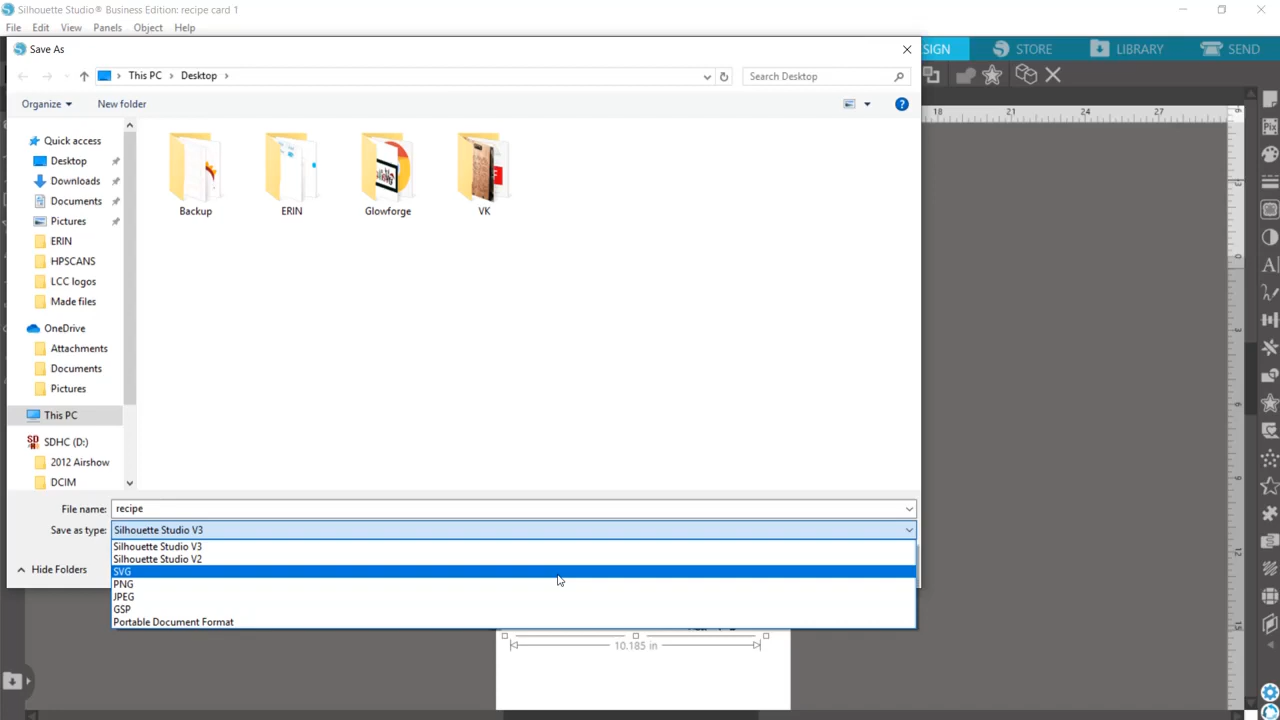 Silhouette Studio® Business Edition: recipe card 1
File Edit View Panels Object Help
Save As
SIGN STORE LIBRARY SEND
This PC > Desktop >
Search Desktop
Organize
New folder
Quick access
Desktop
Downloads
Documents
Pictures
ERIN
HPSCANS
LCC logos
Made files
OneDrive
Attachments
Documents
Pictures
This PC
SDHC (D:)
2012 Airshow
DCIM
Backup
ERIN
Glowforge
VK
18 21 24 27
File name: recipe
Save as type: Silhouette Studio V3
Silhouette Studio V3
Silhouette Studio V2
SVG
PNG
JPEG
GSP
Portable Document Format
Hide Folders
10.185 in